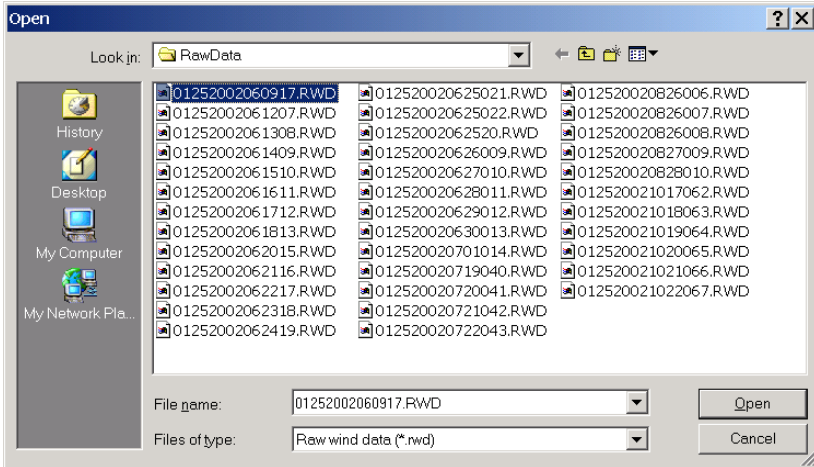 Open
Look in: RawData
History
Desktop
My Computer
My Network Pla...
01252002060917.RWD
01252002061207.RWD
01252002061308.RWD
01252002061409.RWD
01252002061510.RWD
01252002061611.RWD
01252002061712.RWD
01252002061813.RWD
01252002062015.RWD
01252002062116.RWD
01252002062217.RWD
01252002062318.RWD
01252002062419.RWD
012520020625021.RWD
012520020625022.RWD
01252002062520.RWD
012520020626009.RWD
012520020627010.RWD
012520020628011.RWD
012520020629012.RWD
012520020630013.RWD
012520020701014.RWD
012520020719040.RWD
012520020720041.RWD
012520020721042.RWD
012520020722043.RWD
012520020826006.RWD
012520020826007.RWD
012520020826008.RWD
012520020827009.RWD
012520020828010.RWD
012520021017062.RWD
012520021018063.RWD
012520021019064.RWD
012520021020065.RWD
012520021021066.RWD
012520021022067.RWD
File name: 01252002060917.RWD Open
Files of type: Raw wind data (*.rwd) Cancel